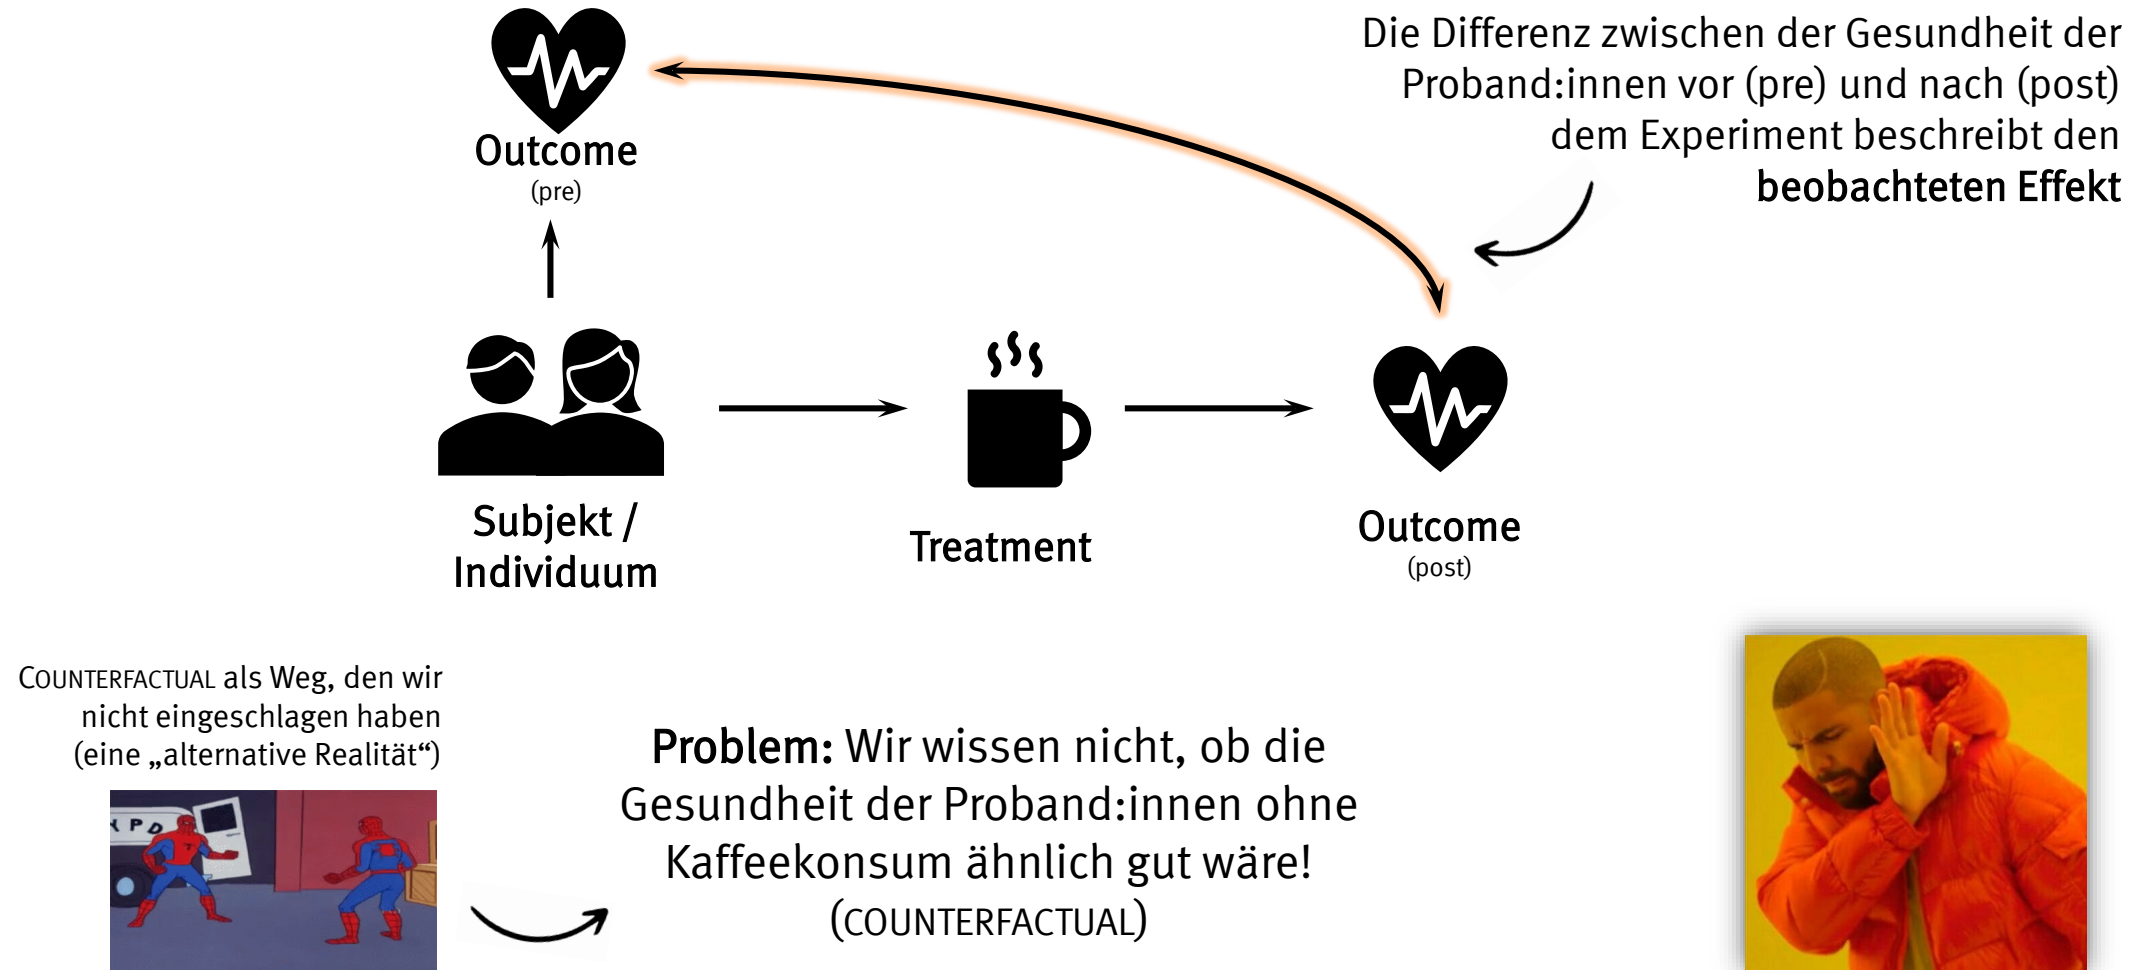 Die Differenz zwischen der Gesundheit der
Proband:innen vor (pre) und nach (post)
dem Experiment beschreibt den
beobachteten Effekt
Outcome
(pre)
Subjekt /
Individuum
Treatment
Outcome
(post)
COUNTERFACTUAL als Weg, den wir
nicht eingeschlagen haben
(eine „alternative Realität“)
Problem: Wir wissen nicht, ob die
Gesundheit der Proband:innen ohne
Kaffeekonsum ähnlich gut wäre!
(COUNTERFACTUAL)